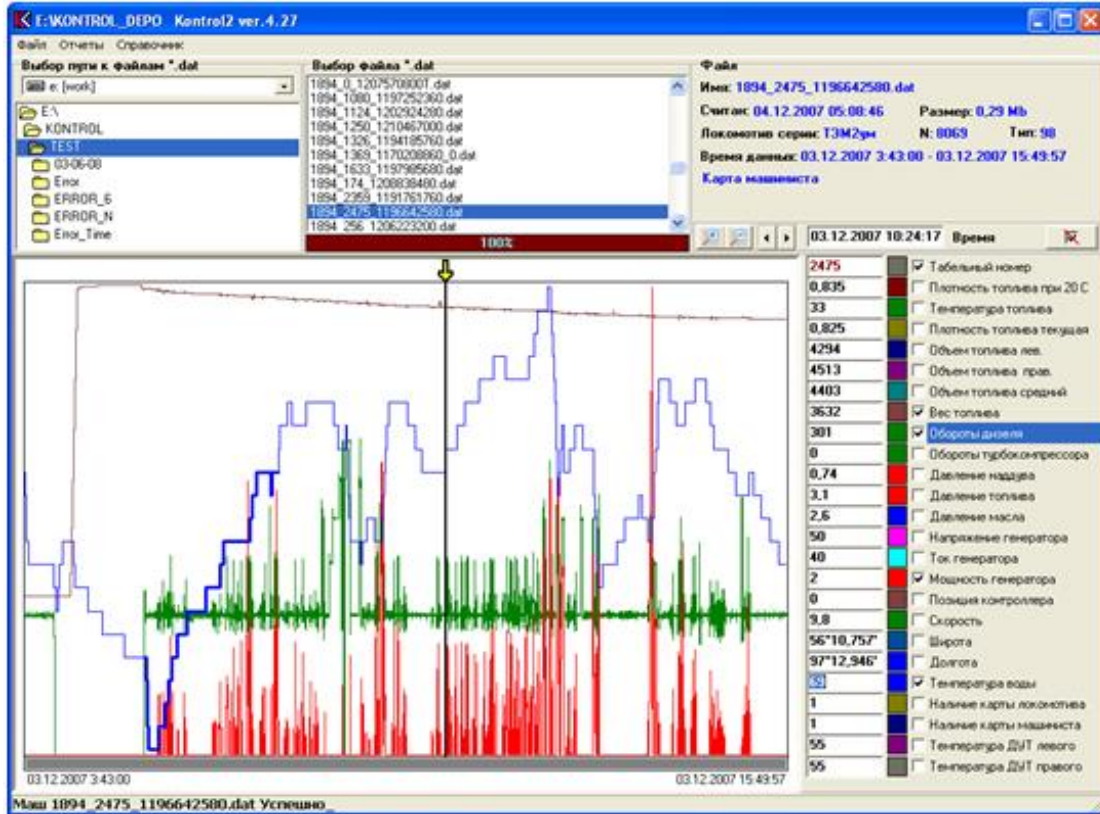 E:\KONTROL_DEPO Kontrol2 ver.4.27
Файл Отчеты Справочник
Выбор пути к файлам *.dat
e: [work]
E:\
KONTROL
TEST
03-06-08
Error
ERROR_6
ERROR_N
Error_Time
Выбор файла *.dat
1894_0_1207570800T.dat
1894_1080_1197252360.dat
1894_1124_1202924280.dat
1894_1250_1210467000.dat
1894_1326_1194185760.dat
1894_1369_1170208860_0.dat
1894_1633_1197985680.dat
1894_174_1208838480.dat
1894_2359_1191761760.dat
1894_2475_1196642580.dat
1894_256_1206223200.dat
100%
Файл
Имя: 1894_2475_1196642580.dat
Считан: 04.12.2007 05:08:46 Размер: 0,29 Mb
Локомотив серии: ТЭМ2ум N: 8069 Тип: 98
Время данных: 03.12.2007 3:43:00 - 03.12.2007 15:49:57
Карта машиниста
03.12.2007 10:24:17 Время
2475 Табельный номер
0,835 Плотность топлива при 20 С
33 Температура топлива
0,825 Плотность топлива текущая
4294 Объем топлива лев.
4513 Объем топлива прав.
4403 Объем топлива средний
3632 Вес топлива
301 Обороты дизеля
0 Обороты турбокомпрессора
0,74 Давление наддува
3,1 Давление топлива
2,6 Давление масла
50 Напряжение генератора
40 Ток генератора
2 Мощность генератора
0 Позиция контроллера
9,8 Скорость
56°10,757' Широта
97°12,946' Долгота
Температура воды
1 Наличие карты локомотива
1 Наличие карты машиниста
55 Температура ДУТ левого
55 Температура ДУТ правого
03.12.2007 3:43:00 03.12.2007 15:49:57
Маш 1894_2475_1196642580.dat Успешно_